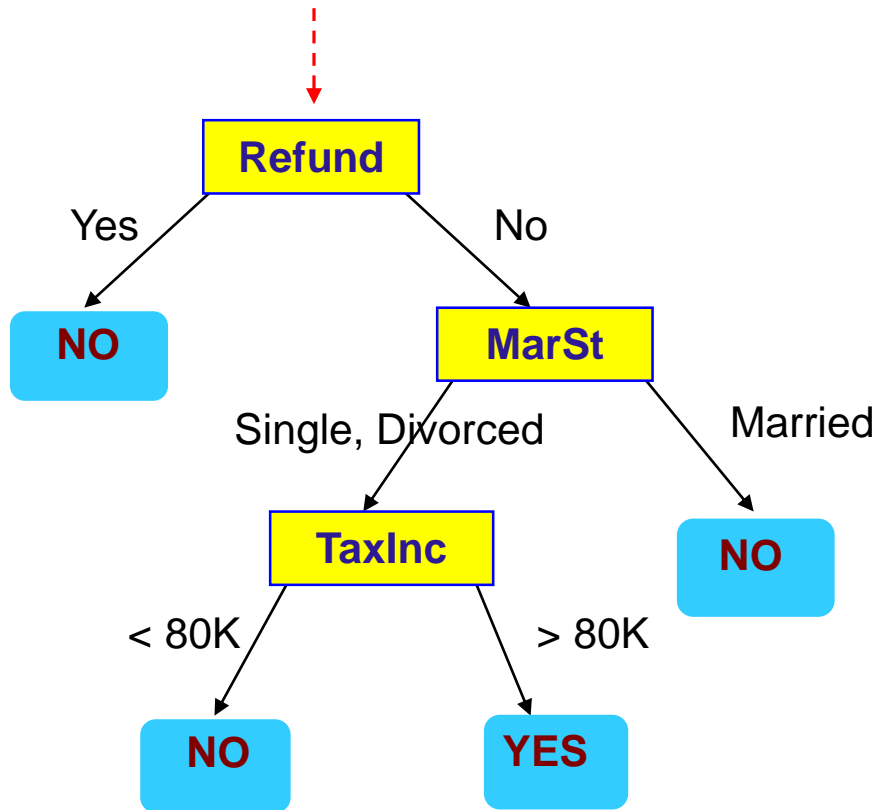 Refund
Yes
No
NO
MarSt
Single, Divorced
Married
TaxInc
NO
< 80K
> 80K
NO
YES